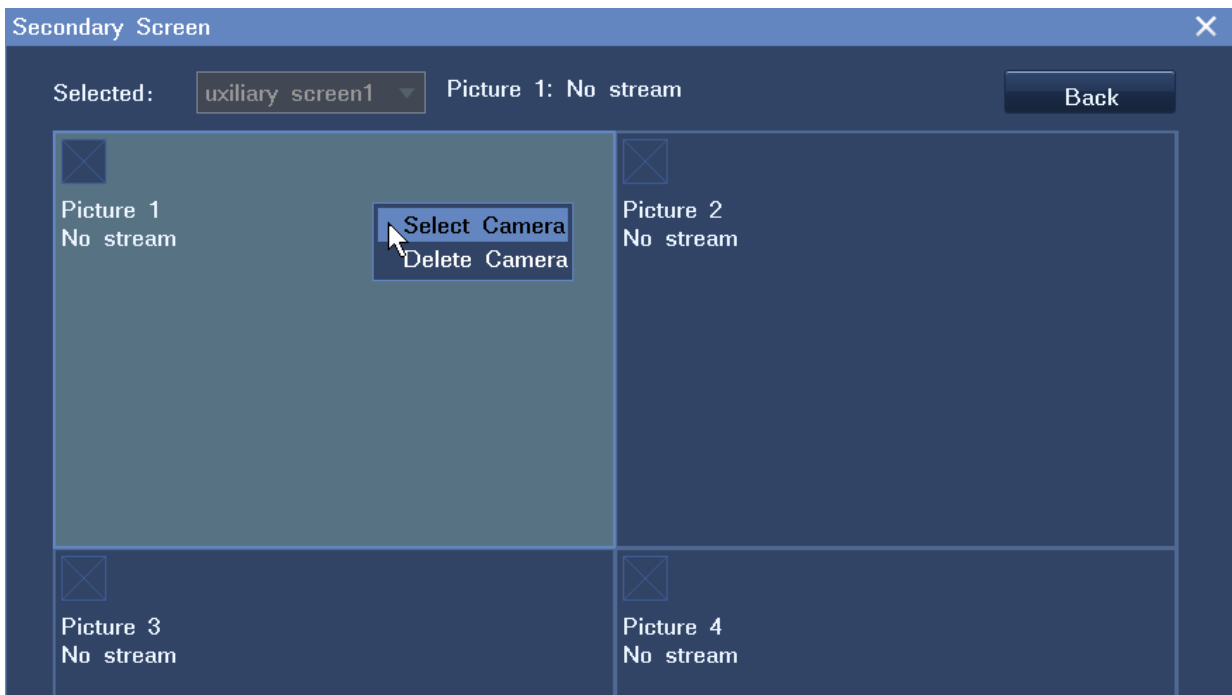 Secondary Screen
Selected: uxiliary screen1 Picture 1: No stream Back
Picture 1
No stream
Select Camera
Delete Camera
Picture 2
No stream
Picture 3
No stream
Picture 4
No stream